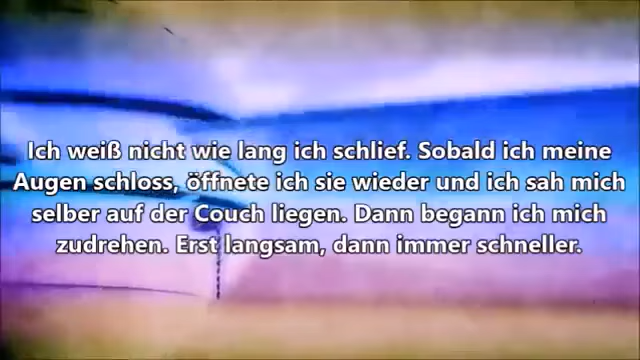 Ich weiß nicht wie lang ich schlief. Sobald ich meine
Augen schloss, öffnete ich sie wieder und ich sah mich
selber auf der Couch liegen. Dann begann ich mich
zudrehen. Erst langsam, dann immer schneller.